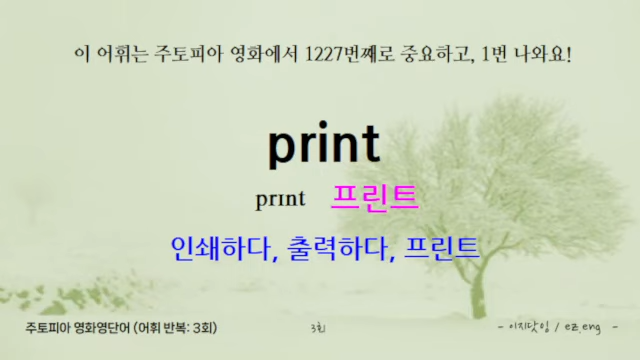 이 어휘는 주토피아 영화에서 1227번째로 중요하고, 1번 나와요!
print
prɪnt 프린트
인쇄하다, 출력하다, 프린트
주토피아 영화영단어 (어휘 반복: 3회) 3회 - 이지닷잉 / ez.eng -